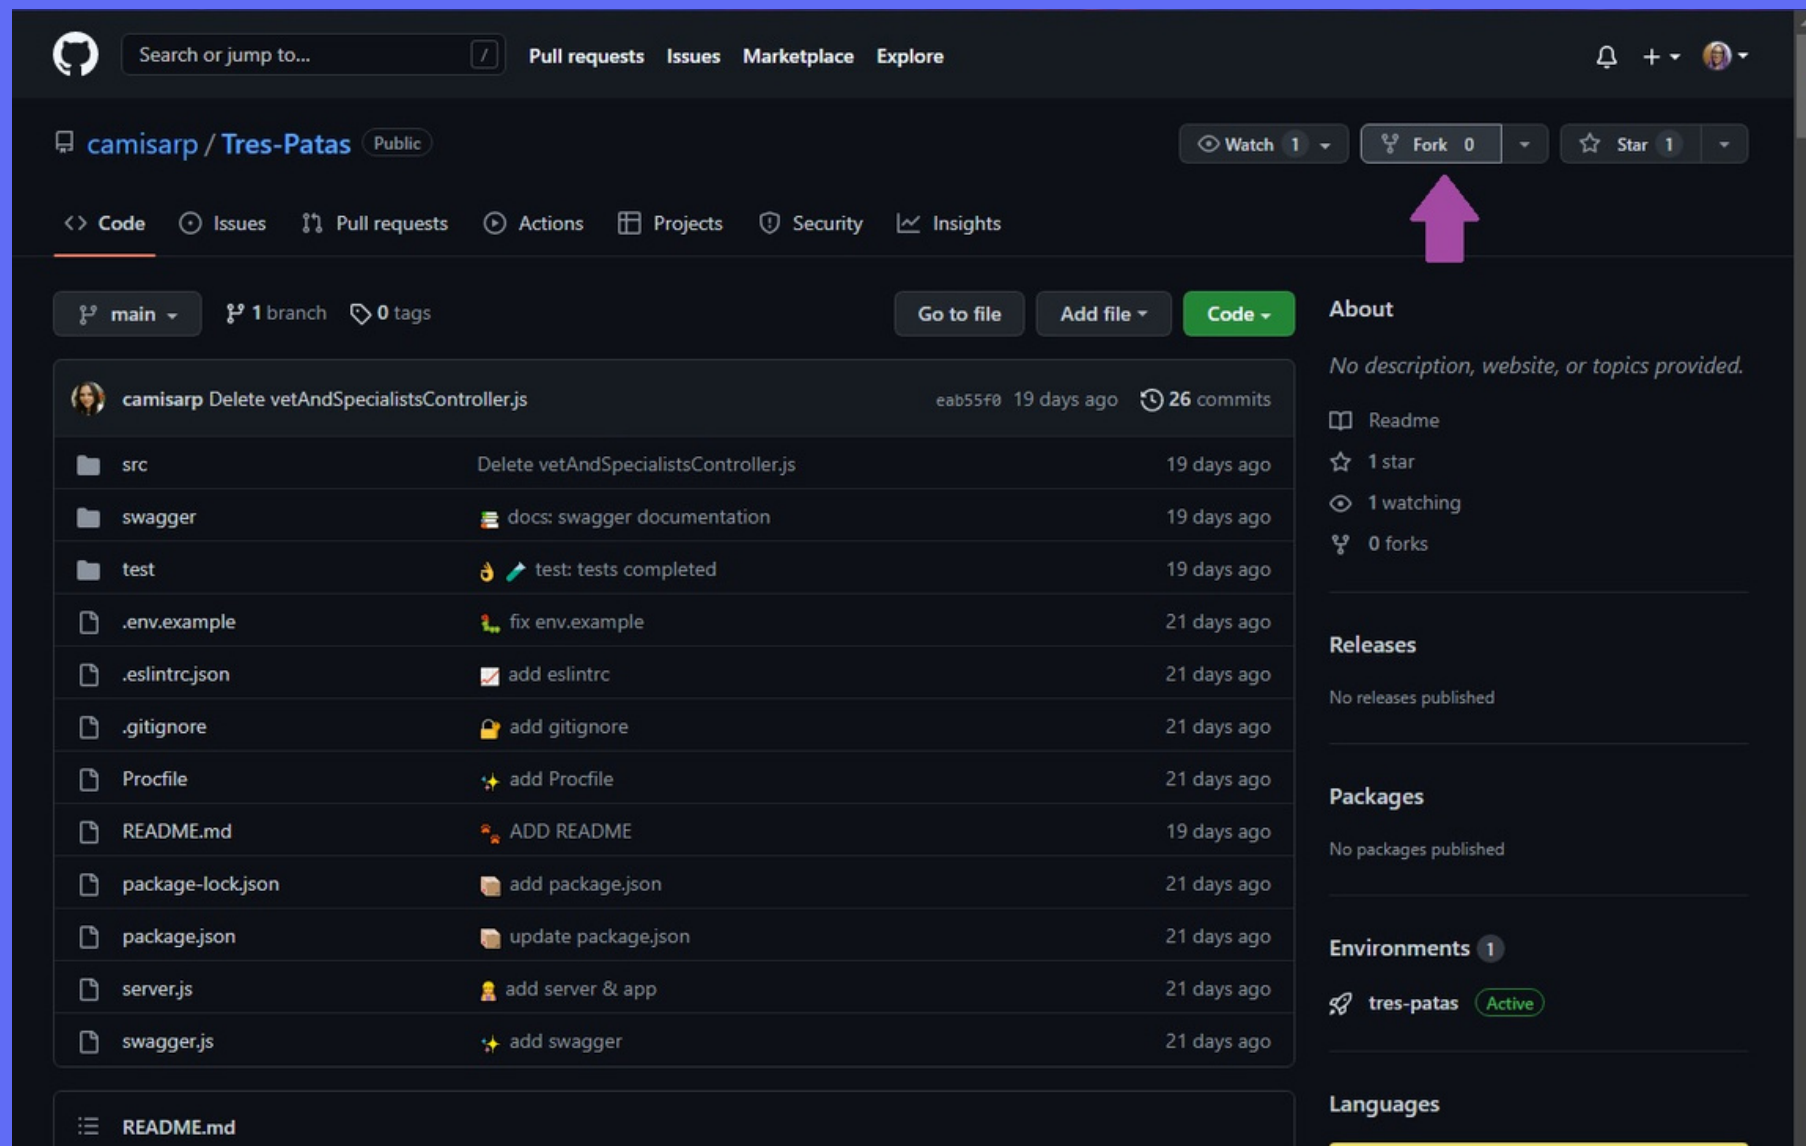 Search or jump to... / Pull requests Issues Marketplace Explore
camisarp / Tres-Patas Public Watch 1 Fork 0 Star 1
Code Issues Pull requests Actions Projects Security Insights
main 1 branch 0 tags Go to file Add file Code
camisarp Delete vetAndSpecialistsController.js eab55f0 19 days ago 26 commits
src Delete vetAndSpecialistsController.js 19 days ago
swagger docs: swagger documentation 19 days ago
test test: tests completed 19 days ago
.env.example fix env.example 21 days ago
.eslintrc.json add eslintrc 21 days ago
.gitignore add gitignore 21 days ago
Procfile add Procfile 21 days ago
README.md ADD README 19 days ago
package-lock.json add package.json 21 days ago
package.json update package.json 21 days ago
server.js add server & app 21 days ago
swagger.js add swagger 21 days ago
README.md
About
No description, website, or topics provided.
Readme
1 star
1 watching
0 forks
Releases
No releases published
Packages
No packages published
Environments 1
tres-patas Active
Languages